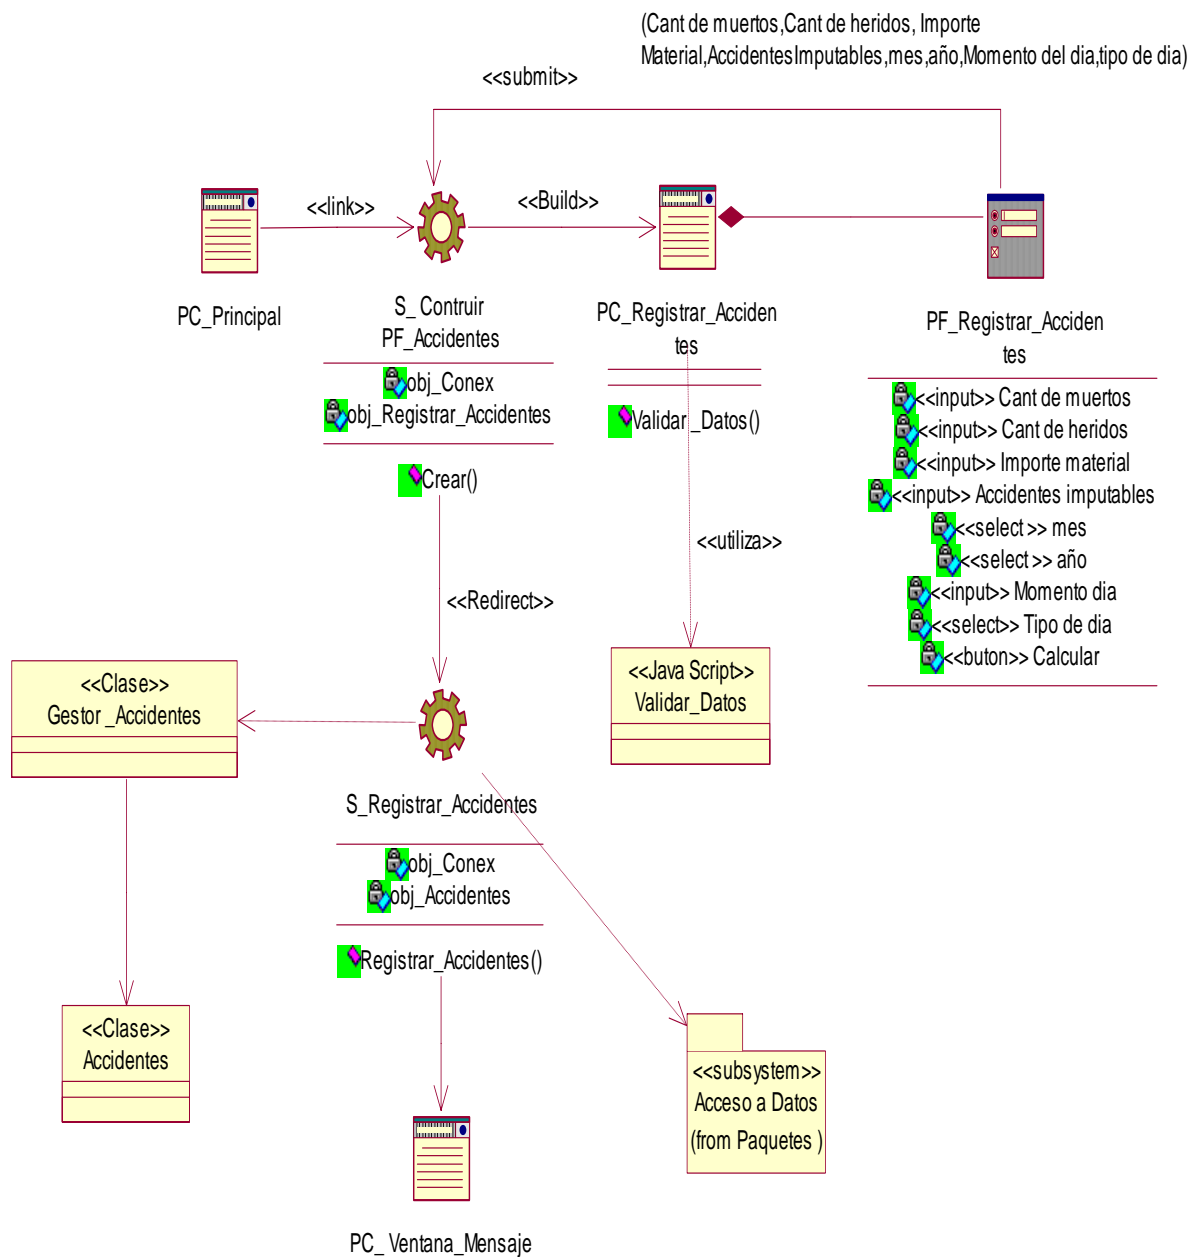 (Cant de muertos,Cant de heridos, Importe
Material,AccidentesImputables,mes,año,Momento del dia,tipo de dia)
<<submit>>
<<link>>
<<Build>>
PC_Principal
S_ Contruir
PF_Accidentes
obj_Conex
obj_Registrar_Accidentes
Crear()
PC_Registrar_Acciden
tes
Validar_Datos()
PF_Registrar_Acciden
tes
<<input>> Cant de muertos
<<input>> Cant de heridos
<<input>> Importe material
<<input>> Accidentes imputables
<<select >> mes
<<select >> año
<<input>> Momento dia
<<select>> Tipo de dia
<<buton>> Calcular
<<utiliza>>
<<Redirect>>
<<Clase>>
Gestor _Accidentes
<<Java Script>>
Validar_Datos
S_Registrar_Accidentes
obj_Conex
obj_Accidentes
Registrar_Accidentes()
<<Clase>>
Accidentes
<<subsystem>>
Acceso a Datos
(from Paquetes )
PC_ Ventana_Mensaje